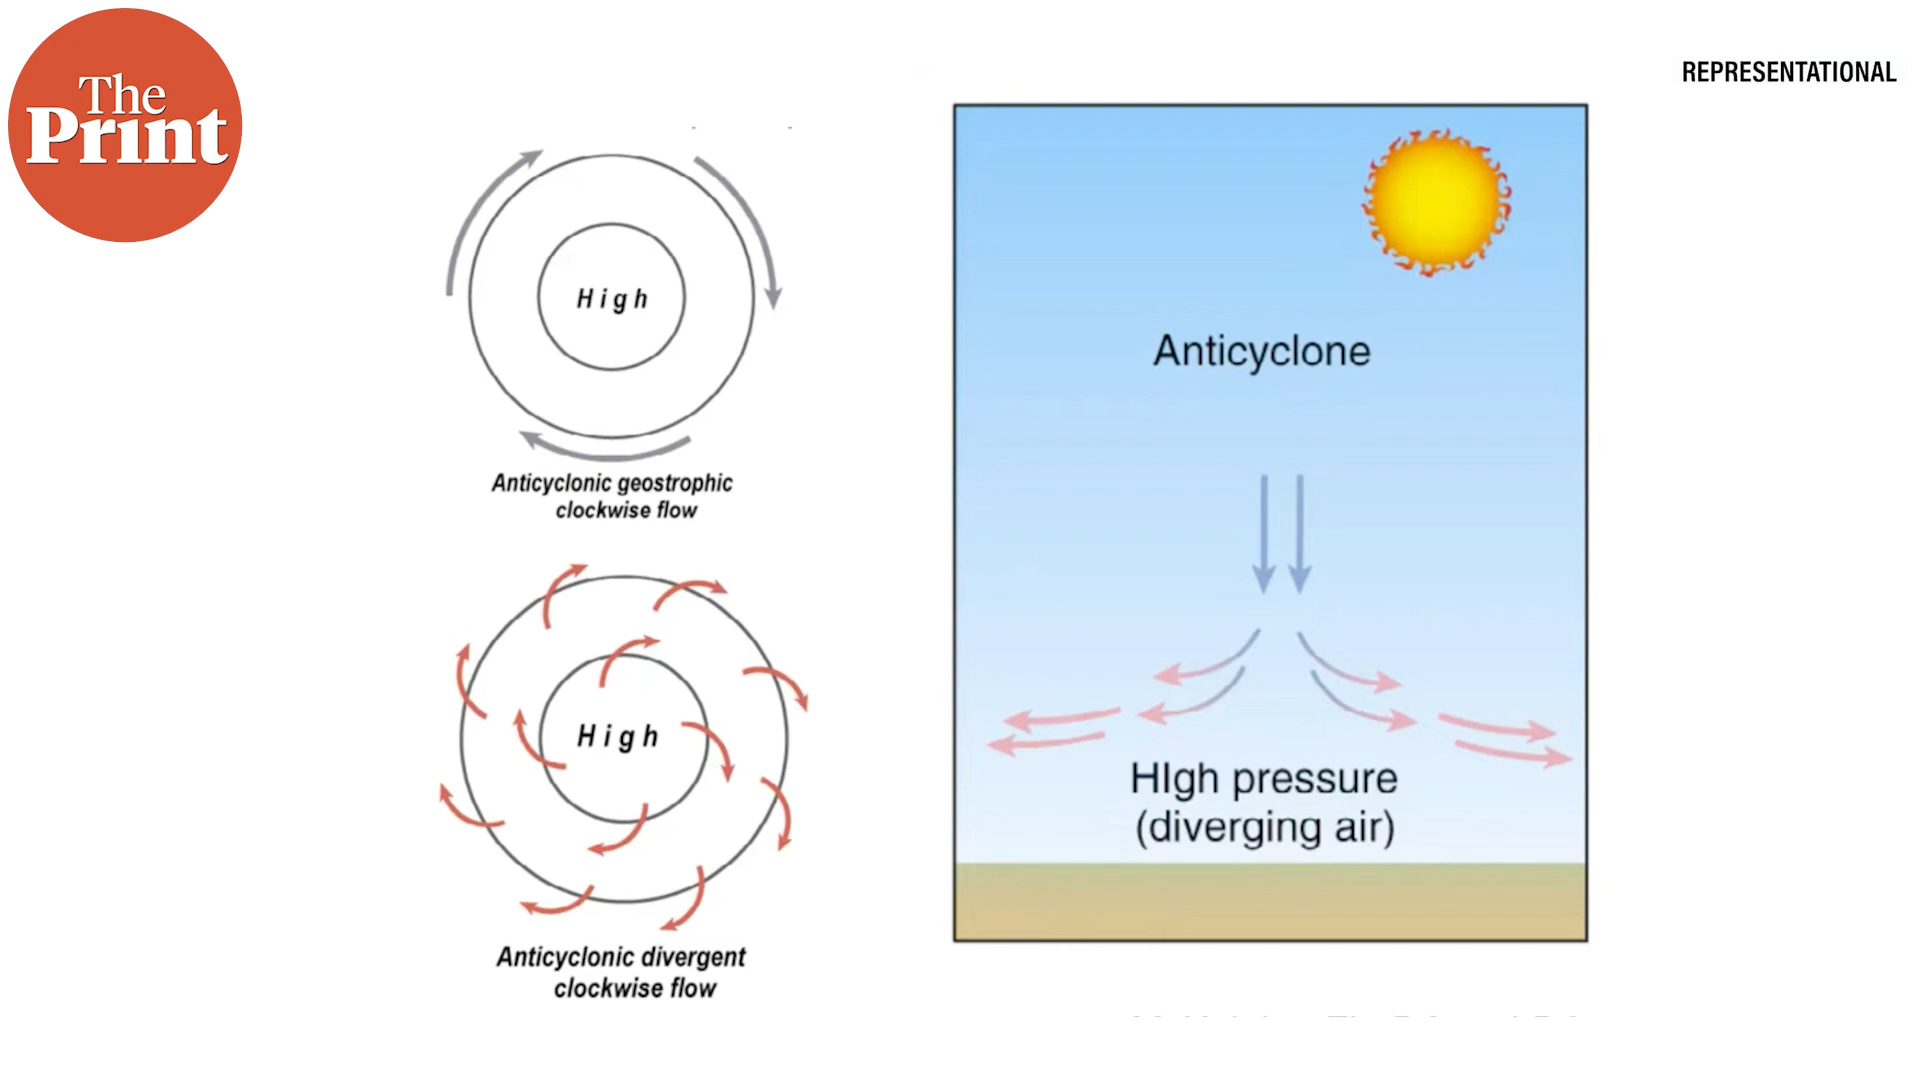 The
Print
REPRESENTATIONAL
High
Anticyclonic geostrophic
clockwise flow
High
Anticyclonic divergent
clockwise flow
Anticyclone
HIgh pressure
(diverging air)